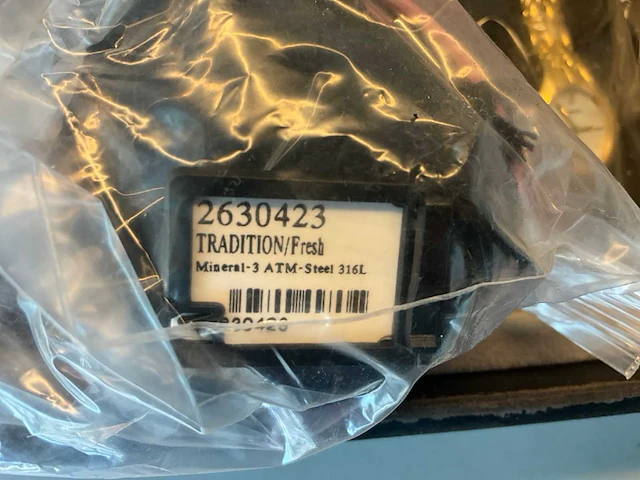 2630423
TRADITION/Fresh
Mineral-3 ATM-Steel 316L